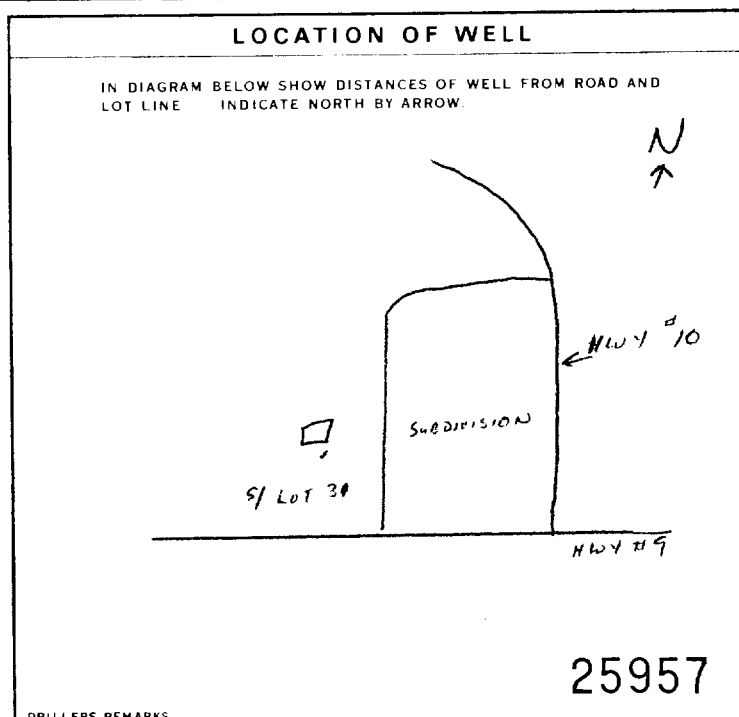 LOCATION OF WELL
IN DIAGRAM BELOW SHOW DISTANCES OF WELL FROM ROAD AND
LOT LINE INDICATE NORTH BY ARROW.
N
HWY #10
SUBDIVISION
S/ LOT
HWY #9
25957
DRILLERS REMARKS